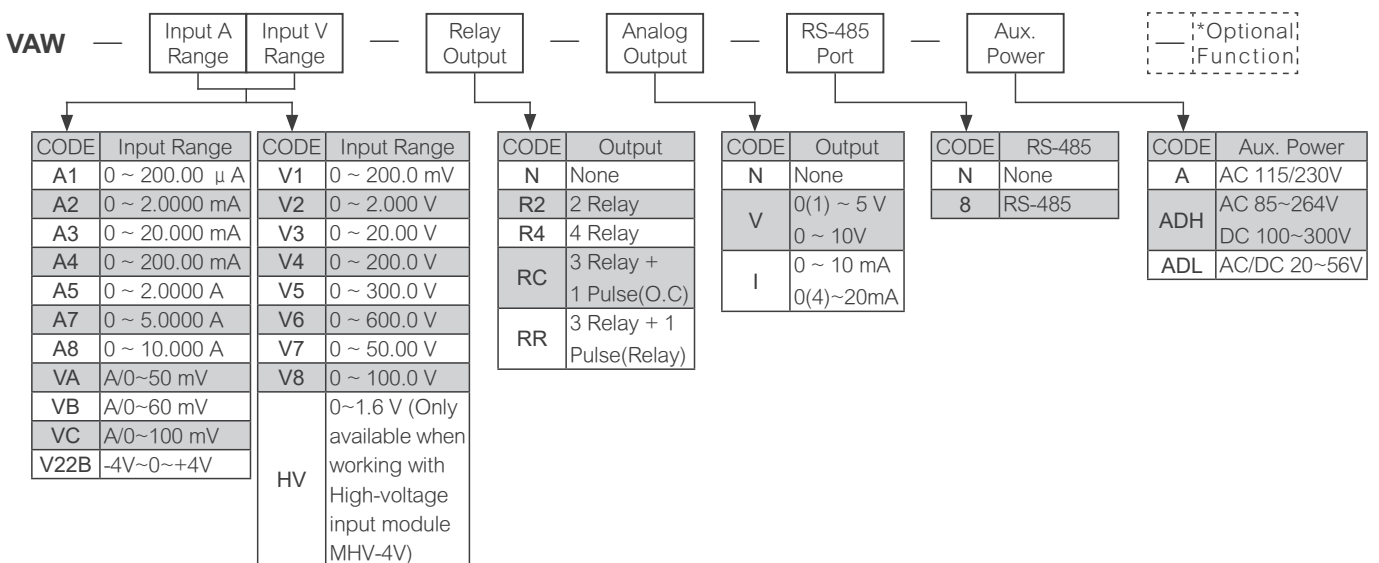 VAW — Input A Range Input V Range — Relay Output — Analog Output — RS-485 Port — Aux. Power — *Optional Function
CODE Input Range
A1 0 ~ 200.00 μ A
A2 0 ~ 2.0000 mA
A3 0 ~ 20.000 mA
A4 0 ~ 200.00 mA
A5 0 ~ 2.0000 A
A7 0 ~ 5.0000 A
A8 0 ~ 10.000 A
VA A/0~50 mV
VB A/0~60 mV
VC A/0~100 mV
V22B -4V~0~+4V
CODE Input Range
V1 0 ~ 200.0 mV
V2 0 ~ 2.000 V
V3 0 ~ 20.00 V
V4 0 ~ 200.0 V
V5 0 ~ 300.0 V
V6 0 ~ 600.0 V
V7 0 ~ 50.00 V
V8 0 ~ 100.0 V
HV 0~1.6 V (Only
available when
working with
High-voltage
input module
MHV-4V)
CODE Output
N None
R2 2 Relay
R4 4 Relay
RC 3 Relay +
1 Pulse(O.C)
RR 3 Relay + 1
Pulse(Relay)
CODE Output
N None
V 0(1) ~ 5 V
0 ~ 10V
I 0 ~ 10 mA
0(4)~20mA
CODE RS-485
N None
8 RS-485
CODE Aux. Power
A AC 115/230V
ADH AC 85~264V
DC 100~300V
ADL AC/DC 20~56V